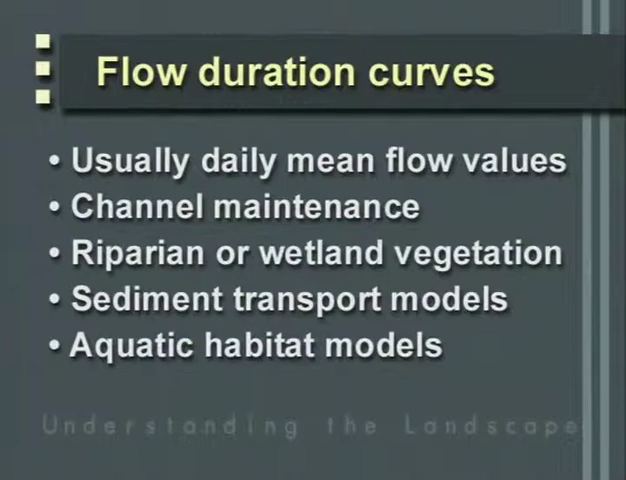 Flow duration curves
• Usually daily mean flow values
• Channel maintenance
• Riparian or wetland vegetation
• Sediment transport models
• Aquatic habitat models
Understanding the Landscape